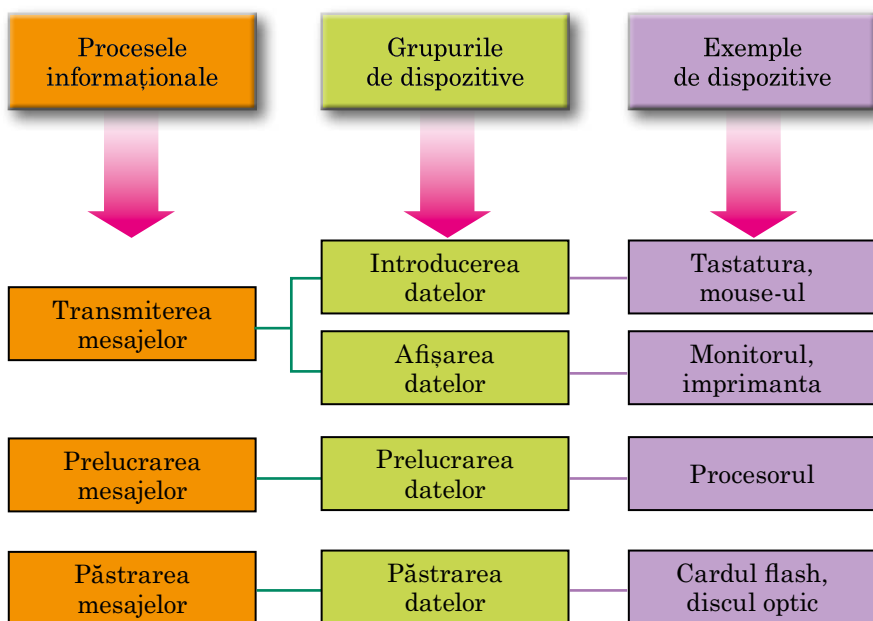 Procesele
informaționale
Grupurile
de dispozitive
Exemple
de dispozitive
Transmiterea
mesajelor
Introducerea
datelor
Tastatura,
mouse-ul
Afișarea
datelor
Monitorul,
imprimanta
Prelucrarea
mesajelor
Prelucrarea
datelor
Procesorul
Păstrarea
mesajelor
Păstrarea
datelor
Cardul flash,
discul optic